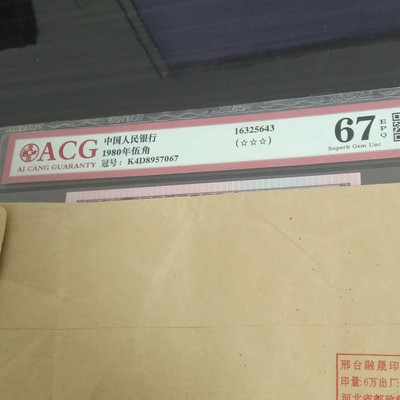 ACG
AI CANG GUARANTY
中国人民银行
1980年伍角
冠号: K4D8957067
16325643
(☆☆☆)
67
EPQ
Superb Gem Unc
邢台融晟印
印量:6万出厂
河北省邮政